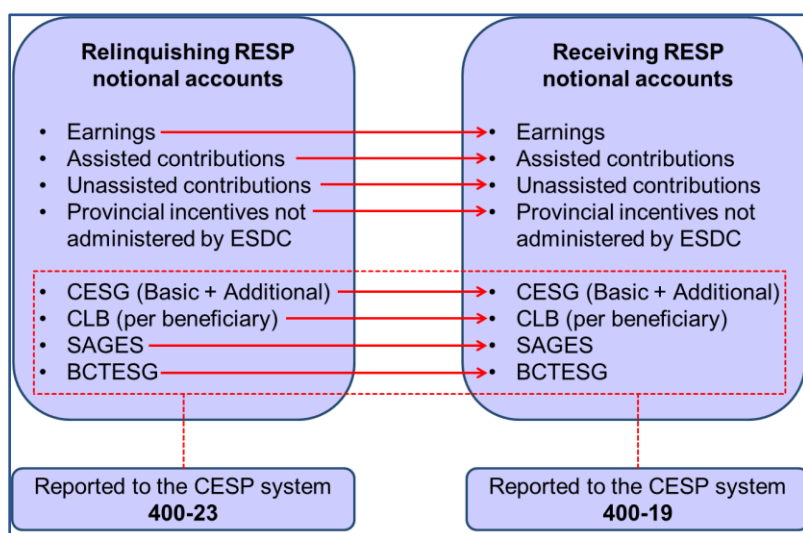 Relinquishing RESP
notional accounts
• Earnings
• Assisted contributions
• Unassisted contributions
• Provincial incentives not
administered by ESDC
• CESG (Basic + Additional)
• CLB (per beneficiary)
• SAGES
• BCTESG
Reported to the CESP system
400-23
Receiving RESP
notional accounts
• Earnings
• Assisted contributions
• Unassisted contributions
• Provincial incentives not
administered by ESDC
• CESG (Basic + Additional)
• CLB (per beneficiary)
• SAGES
• BCTESG
Reported to the CESP system
400-19